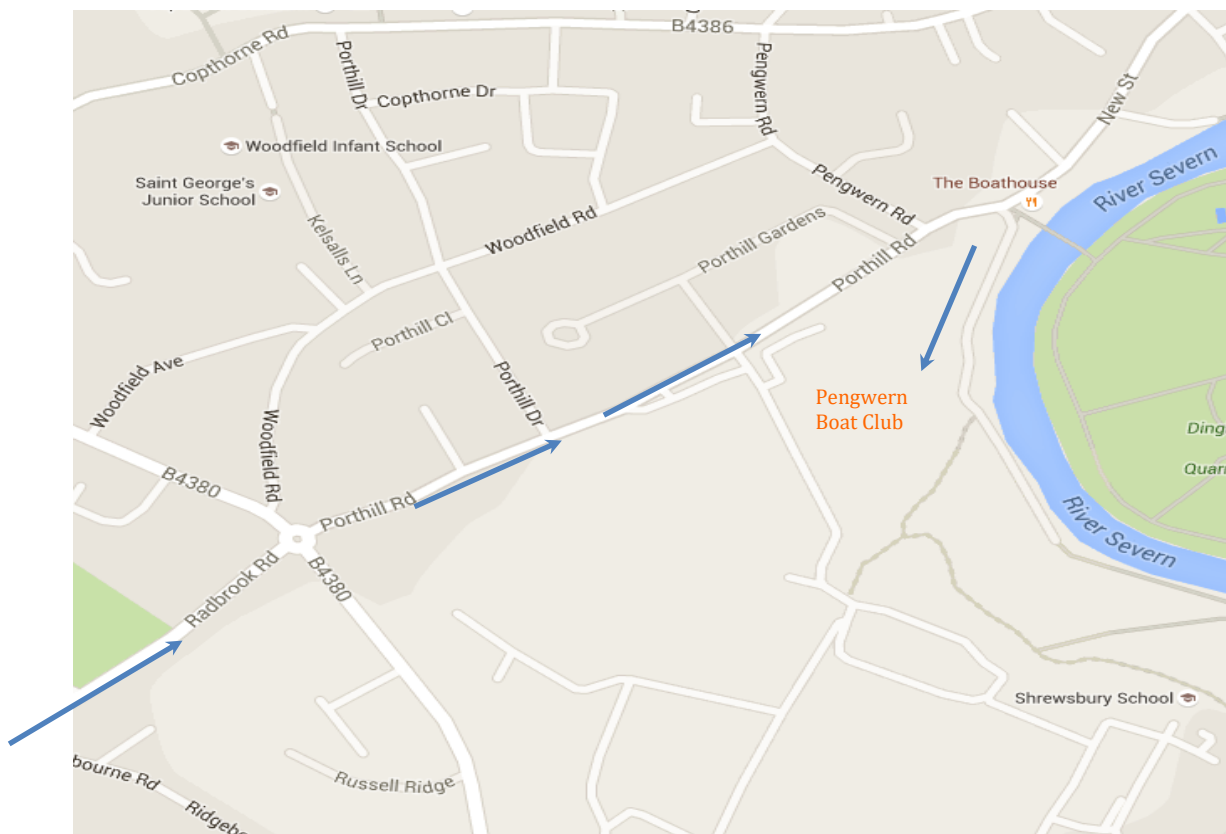 B4386
Copthorne Rd
Porthill Dr
Pengwern Rd
New St
Copthorne Dr
Woodfield Infant School
Saint George's
Junior School
Kelsalls Ln
Woodfield Rd
Pengwern Rd
The Boathouse
River Severn
Porthill Gardens
Porthill Rd
Porthill Cl
Woodfield Ave
Porthill Dr
Woodfield Rd
Pengwern
Boat Club
Ding
Quarr
B4380
Porthill Rd
River Severn
Radbrook Rd
B4380
Shrewsbury School
bourne Rd
Russell Ridge
Ridgeb